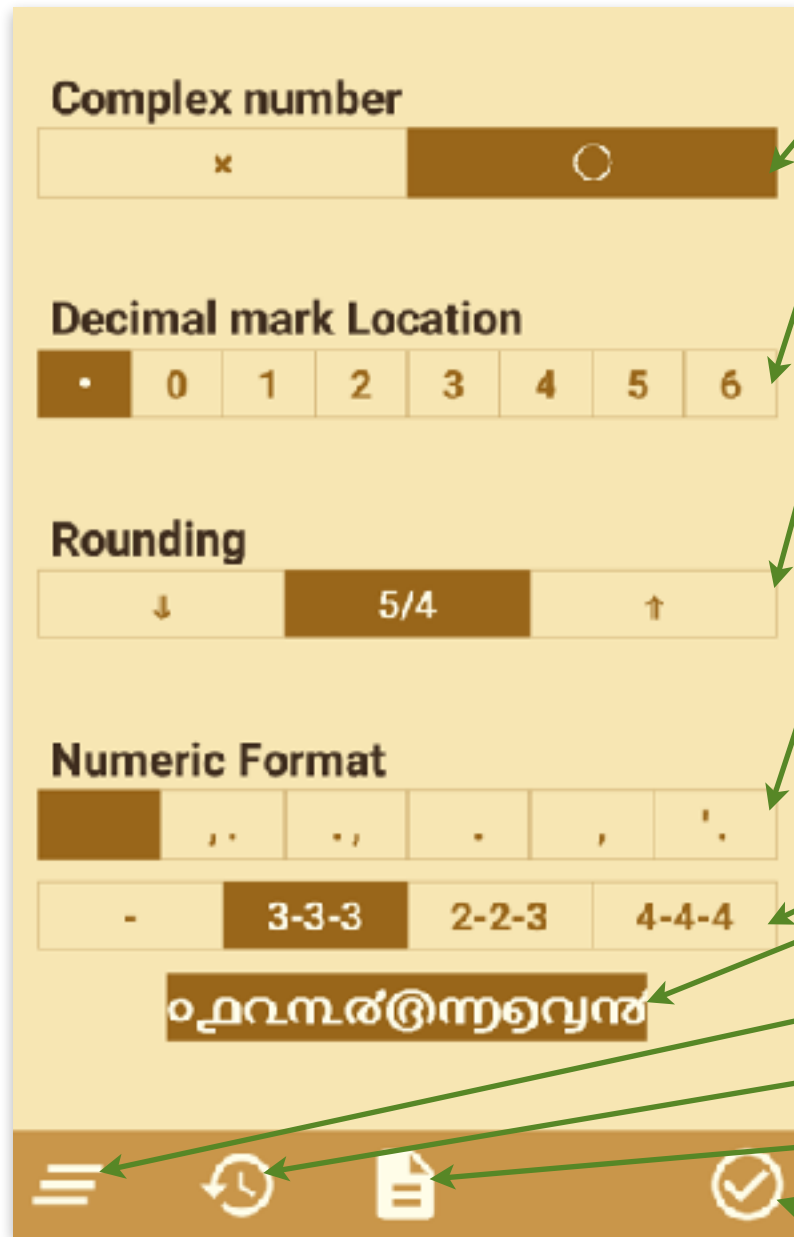 Complex number
× ○
Decimal mark Location
• 0 1 2 3 4 5 6
Rounding
⇓ 5/4 ⇑
Numeric Format
, . . , . , ' .
- 3-3-3 2-2-3 4-4-4
൦൧൨൩൪൫൬൭൮൯